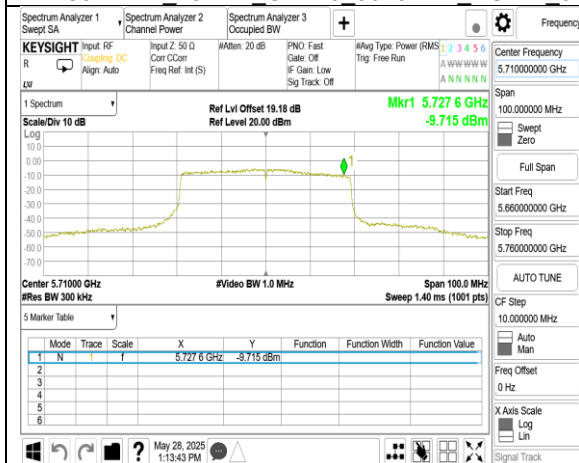 Spectrum Analyzer 1
Swept SA
Spectrum Analyzer 2
Channel Power
Spectrum Analyzer 3
Occupied BW
+
Frequency
KEYSIGHT
R
LXI
Input: RF
Coupling: DC
Align: Auto
Input Z: 50 Ω
Corr CCorr
Freq Ref: Int (S)
#Atten: 20 dB
PNO: Fast
Gate: Off
IF Gain: Low
Sig Track: Off
#Avg Type: Power (RMS
Trig: Free Run
1 2 3 4 5 6
A W W W W W
A N N N N N
Center Frequency
5.710000000 GHz
Span
100.000000 MHz
Swept
Zero
Full Span
Start Freq
5.660000000 GHz
Stop Freq
5.760000000 GHz
AUTO TUNE
CF Step
10.000000 MHz
Auto
Man
Freq Offset
0 Hz
X Axis Scale
Log
Lin
Signal Track
1 Spectrum
Scale/Div 10 dB
Ref Lvl Offset 19.18 dB
Ref Level 20.00 dBm
Mkr1 5.727 6 GHz
-9.715 dBm
Log
10.0
0.00
-10.0
-20.0
-30.0
-40.0
-50.0
-60.0
-70.0
1
Center 5.71000 GHz
#Res BW 300 kHz
#Video BW 1.0 MHz
Span 100.0 MHz
Sweep 1.40 ms (1001 pts)
5 Marker Table
Mode Trace Scale X Y Function Function Width Function Value
1 N 1 f 5.727 6 GHz -9.715 dBm
2
3
4
5
6
?
May 28, 2025
1:13:43 PM